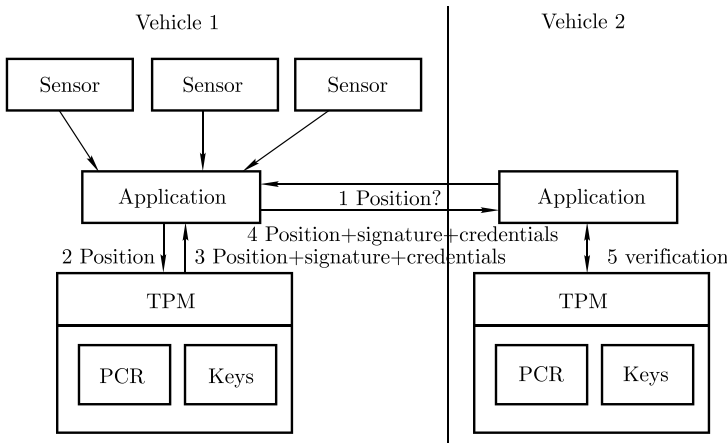 Vehicle 1
Vehicle 2
Sensor
Sensor
Sensor
Application
Application
1 Position?
4 Position+signature+credentials
2 Position
3 Position+signature+credentials
5 verification
TPM
TPM
PCR
Keys
PCR
Keys